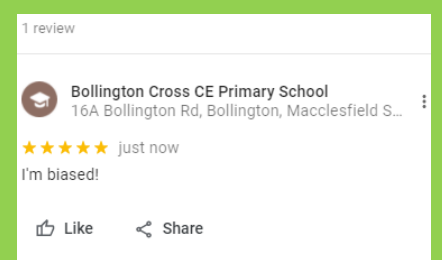 1 review
Bollington Cross CE Primary School
16A Bollington Rd, Bollington, Macclesfield S...
just now
I'm biased!
Like Share